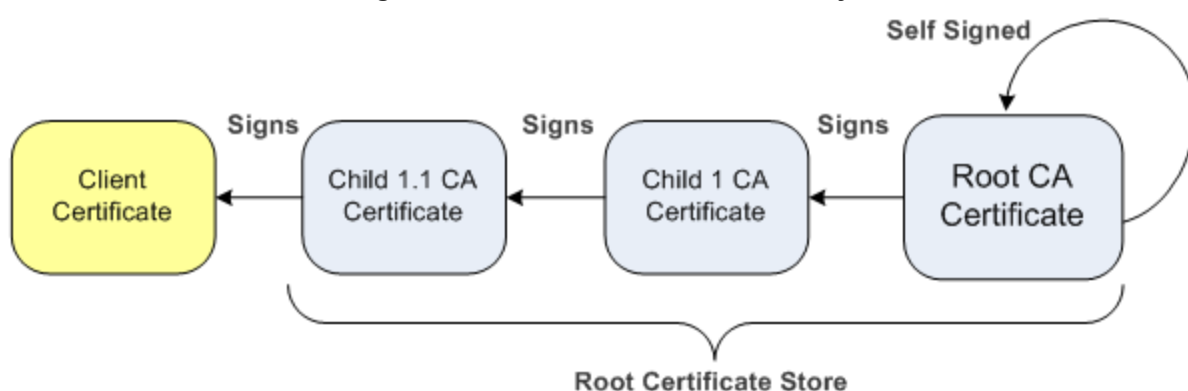 Self Signed
Signs
Signs
Signs
Client
Certificate
Child 1.1 CA
Certificate
Child 1 CA
Certificate
Root CA
Certificate
Root Certificate Store